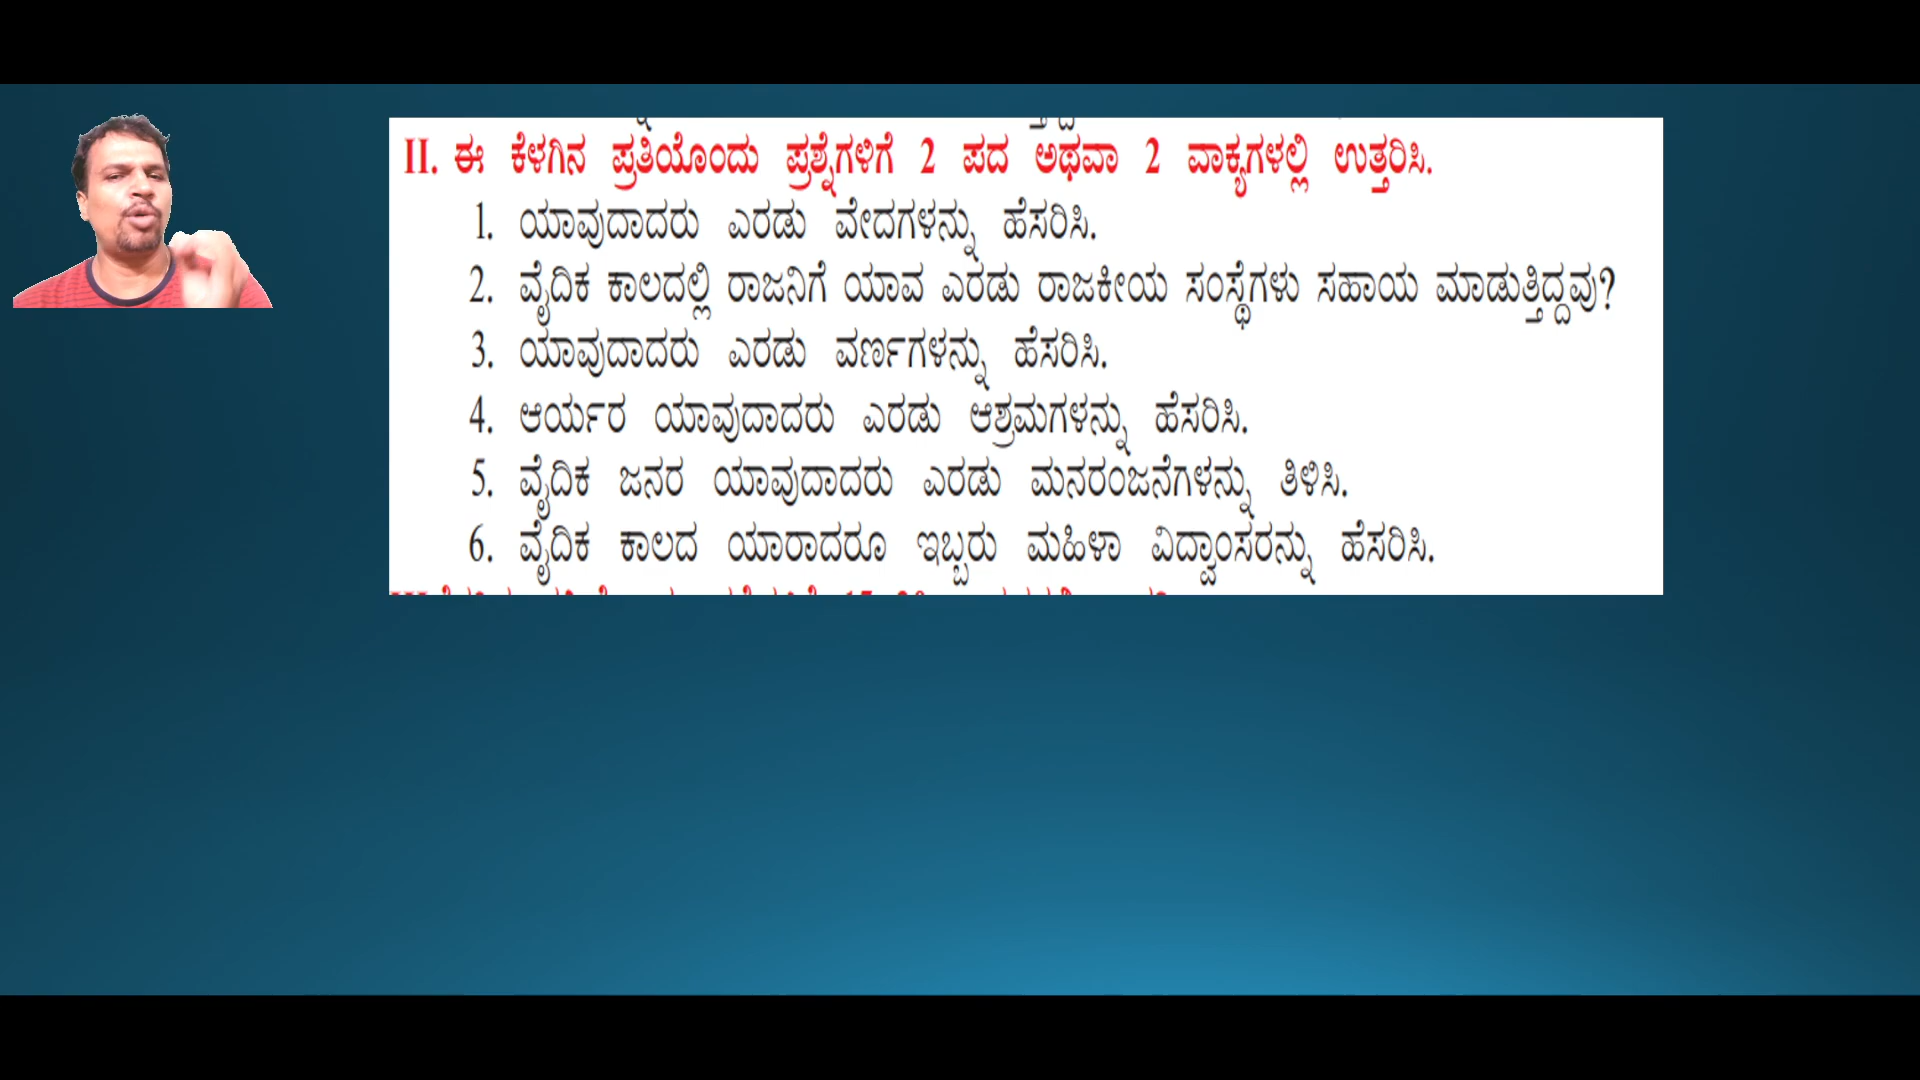 II. ಈ ಕೆಳಗಿನ ಪ್ರತಿಯೊಂದು ಪ್ರಶ್ನೆಗಳಿಗೆ 2 ಪದ ಅಥವಾ 2 ವಾಕ್ಯಗಳಲ್ಲಿ ಉತ್ತರಿಸಿ.
1. ಯಾವುದಾದರು ಎರಡು ವೇದಗಳನ್ನು ಹೆಸರಿಸಿ.
2. ವೈದಿಕ ಕಾಲದಲ್ಲಿ ರಾಜನಿಗೆ ಯಾವ ಎರಡು ರಾಜಕೀಯ ಸಂಸ್ಥೆಗಳು ಸಹಾಯ ಮಾಡುತ್ತಿದ್ದವು?
3. ಯಾವುದಾದರು ಎರಡು ವರ್ಣಗಳನ್ನು ಹೆಸರಿಸಿ.
4. ಆರ್ಯರ ಯಾವುದಾದರು ಎರಡು ಆಶ್ರಮಗಳನ್ನು ಹೆಸರಿಸಿ.
5. ವೈದಿಕ ಜನರ ಯಾವುದಾದರು ಎರಡು ಮನರಂಜನೆಗಳನ್ನು ತಿಳಿಸಿ.
6. ವೈದಿಕ ಕಾಲದ ಯಾರಾದರೂ ಇಬ್ಬರು ಮಹಿಳಾ ವಿದ್ವಾಂಸರನ್ನು ಹೆಸರಿಸಿ.